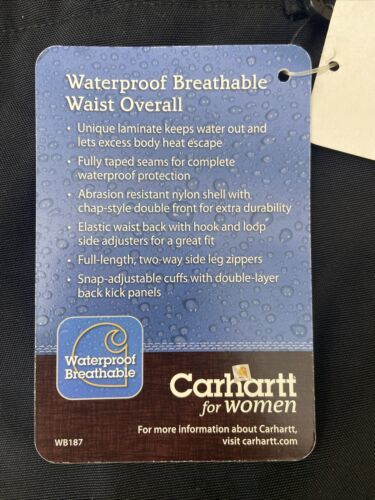 Waterproof Breathable
Waist Overall
• Unique laminate keeps water out and
lets excess body heat escape
• Fully taped seams for complete
waterproof protection
• Abrasion resistant nylon shell with
chap-style double front for extra durability
• Elastic waist back with hook and loop
side adjusters for a great fit
• Full-length, two-way side leg zippers
• Snap-adjustable cuffs with double-layer
back kick panels
Waterproof
Breathable
Carhartt
for women
For more information about Carhartt,
WB187
visit carhartt.com